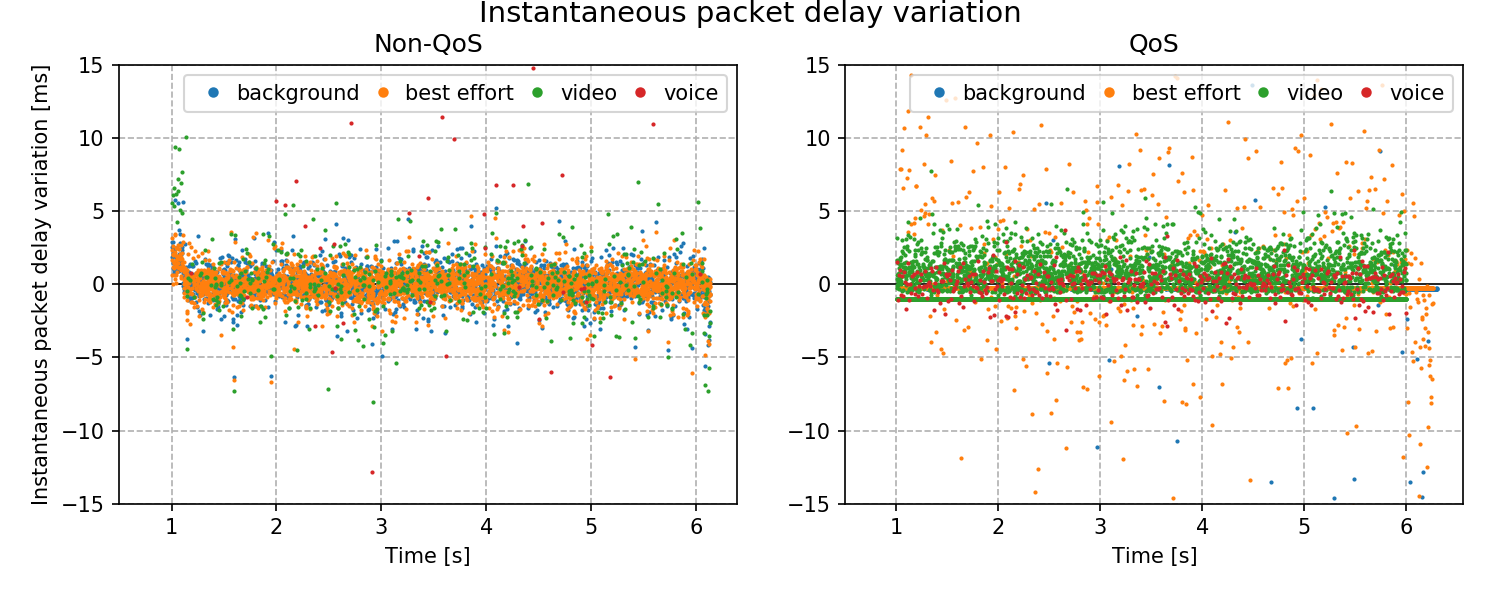 Instantaneous packet delay variation
Non-QoS
Instantaneous packet delay variation [ms]
15
10
5
0
−5
−10
−15
background best effort video voice
1 2 3 4 5 6
Time [s]
QoS
15
10
5
0
−5
−10
−15
background best effort video voice
1 2 3 4 5 6
Time [s]